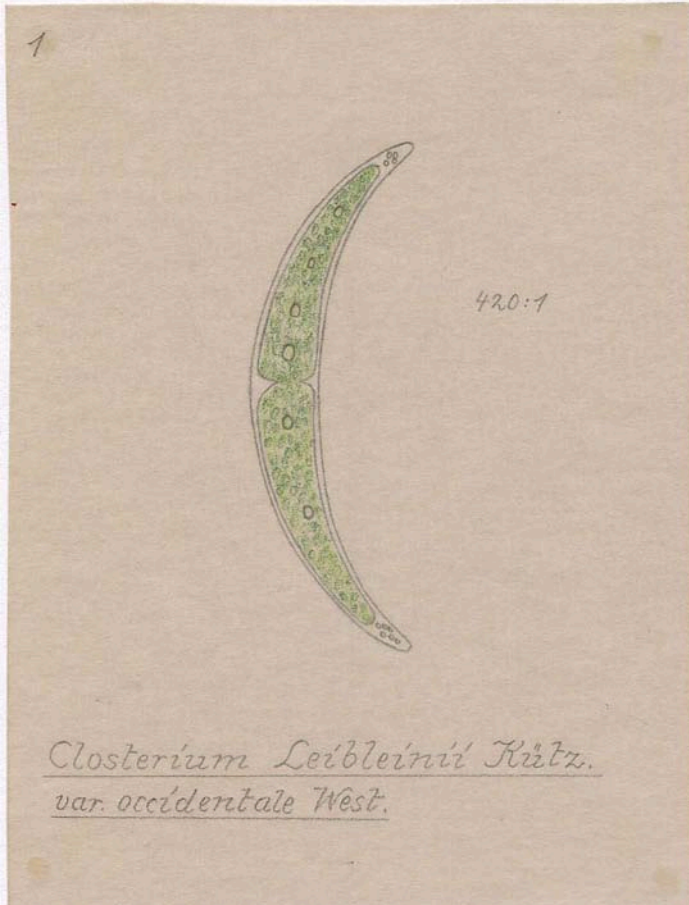 1
420:1
Closterium Leibleinii Kütz.
var. occidentale West.